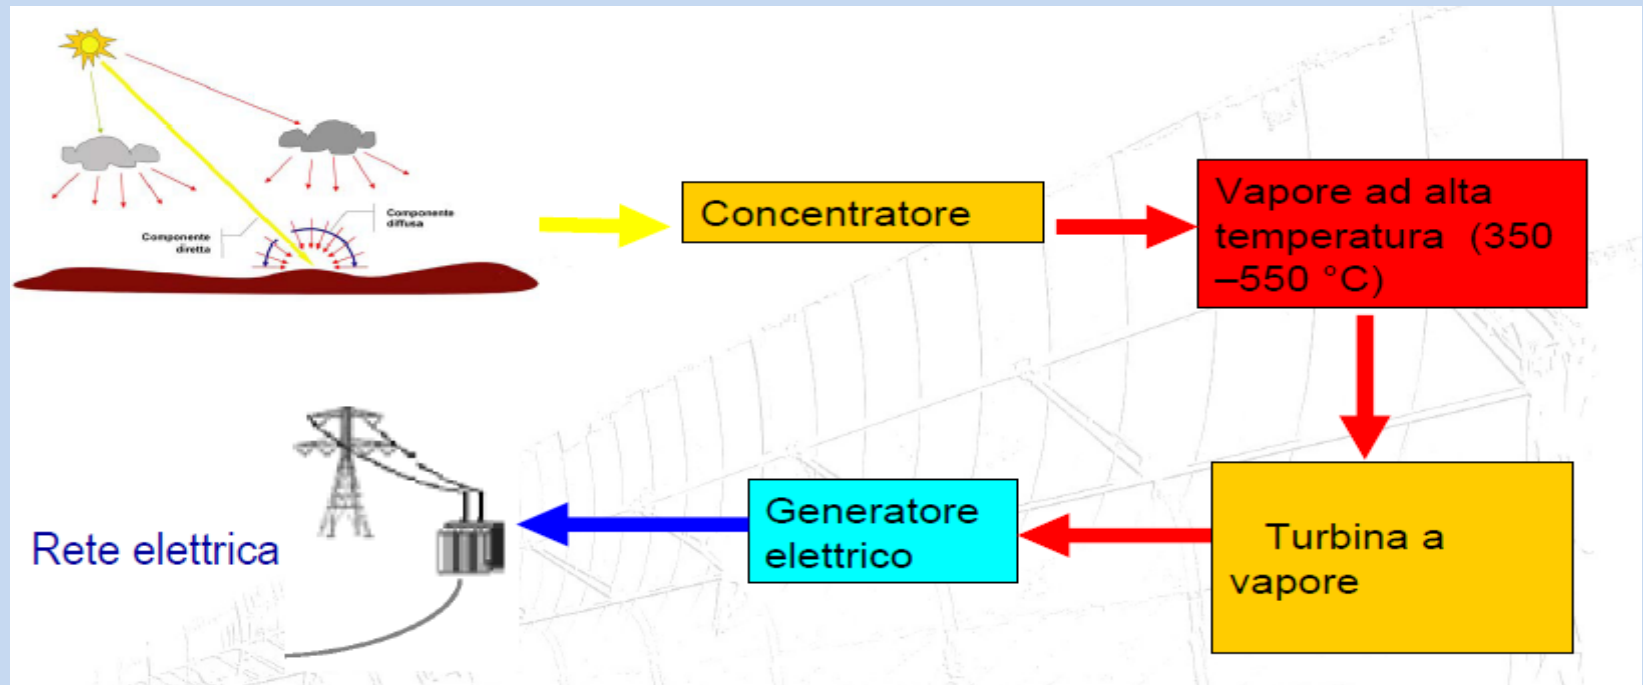 Componente
diretta
Componente
diffusa
Concentratore
Vapore ad alta
temperatura (350
–550 °C)
Turbina a
vapore
Generatore
elettrico
Rete elettrica